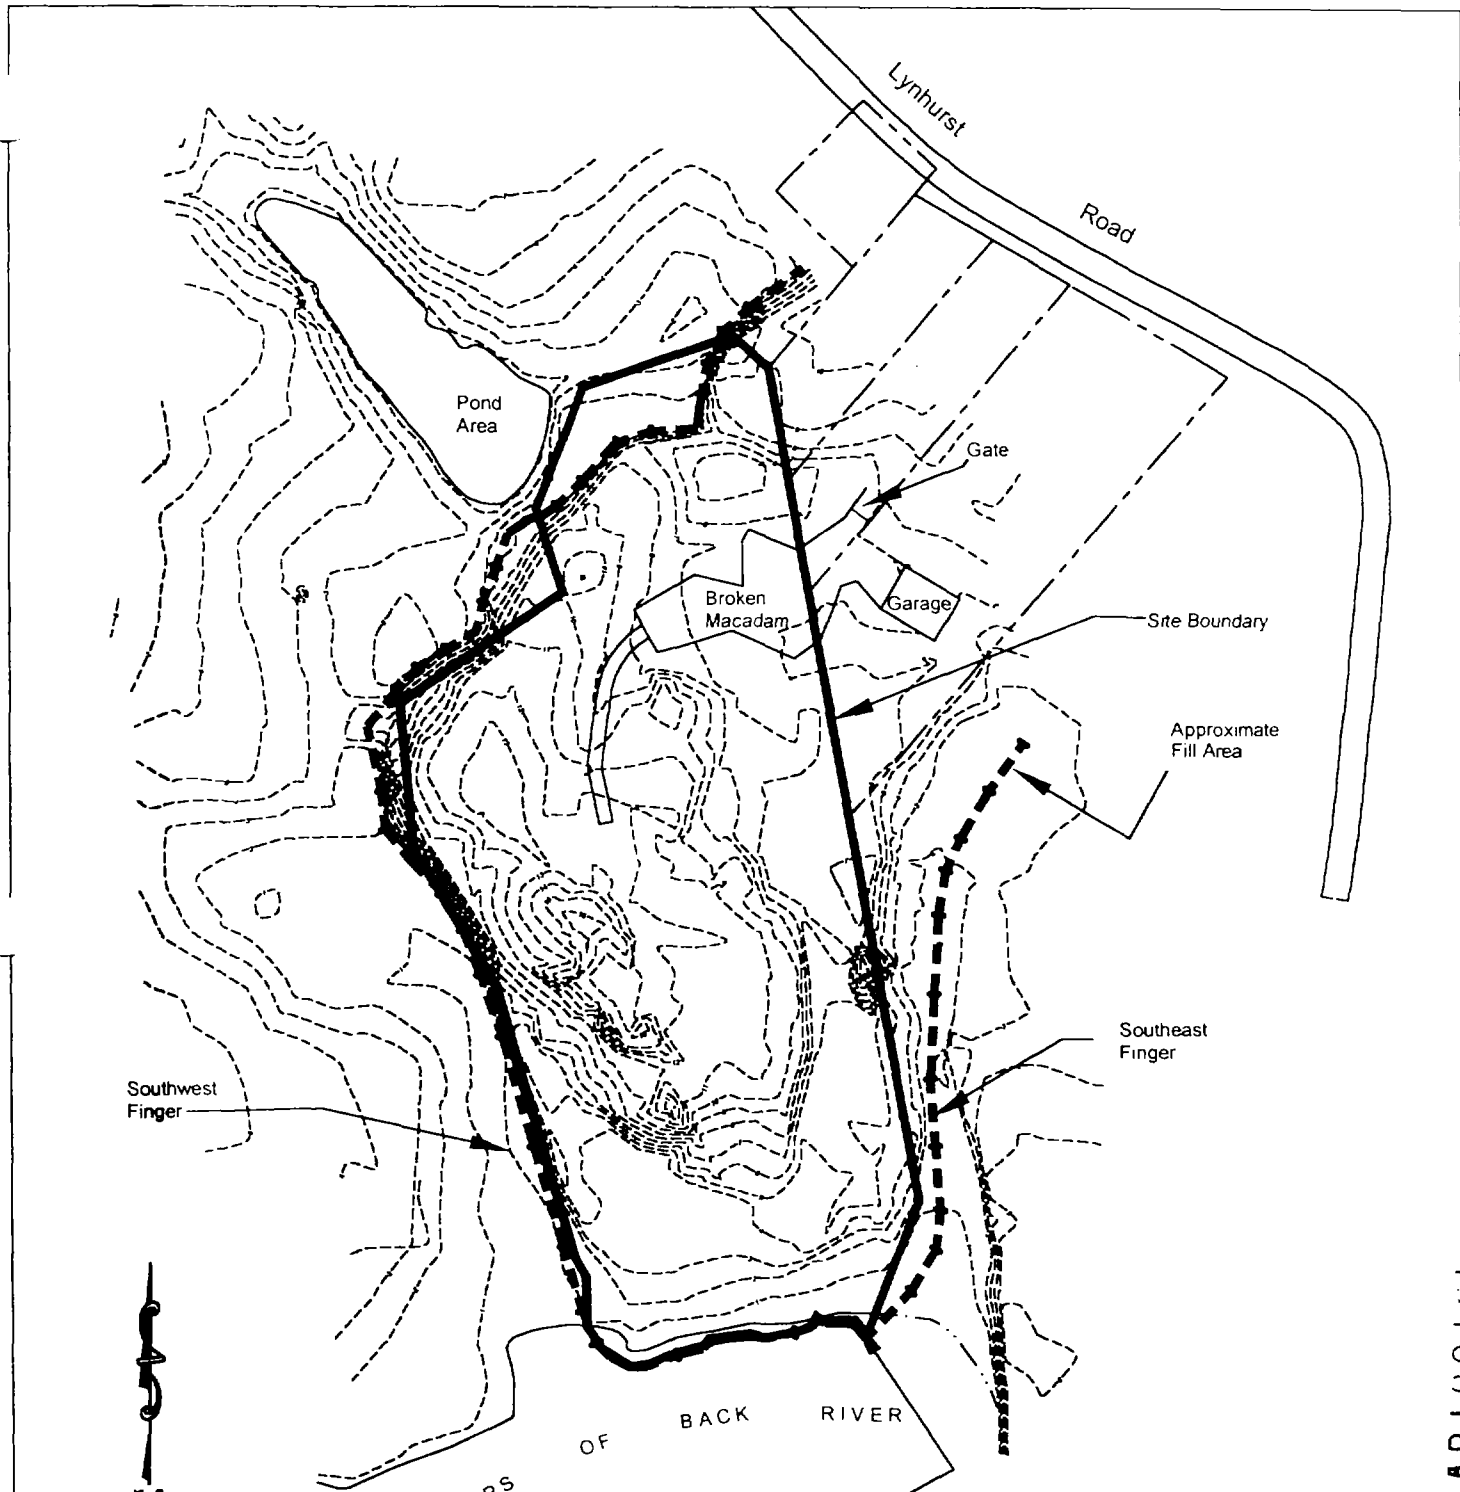 Lynhurst
Road
Pond
Area
Gate
Broken
Macadam
Garage
Site Boundary
Approximate
Fill Area
Southeast
Finger
Southwest
Finger
OF BACK RIVER